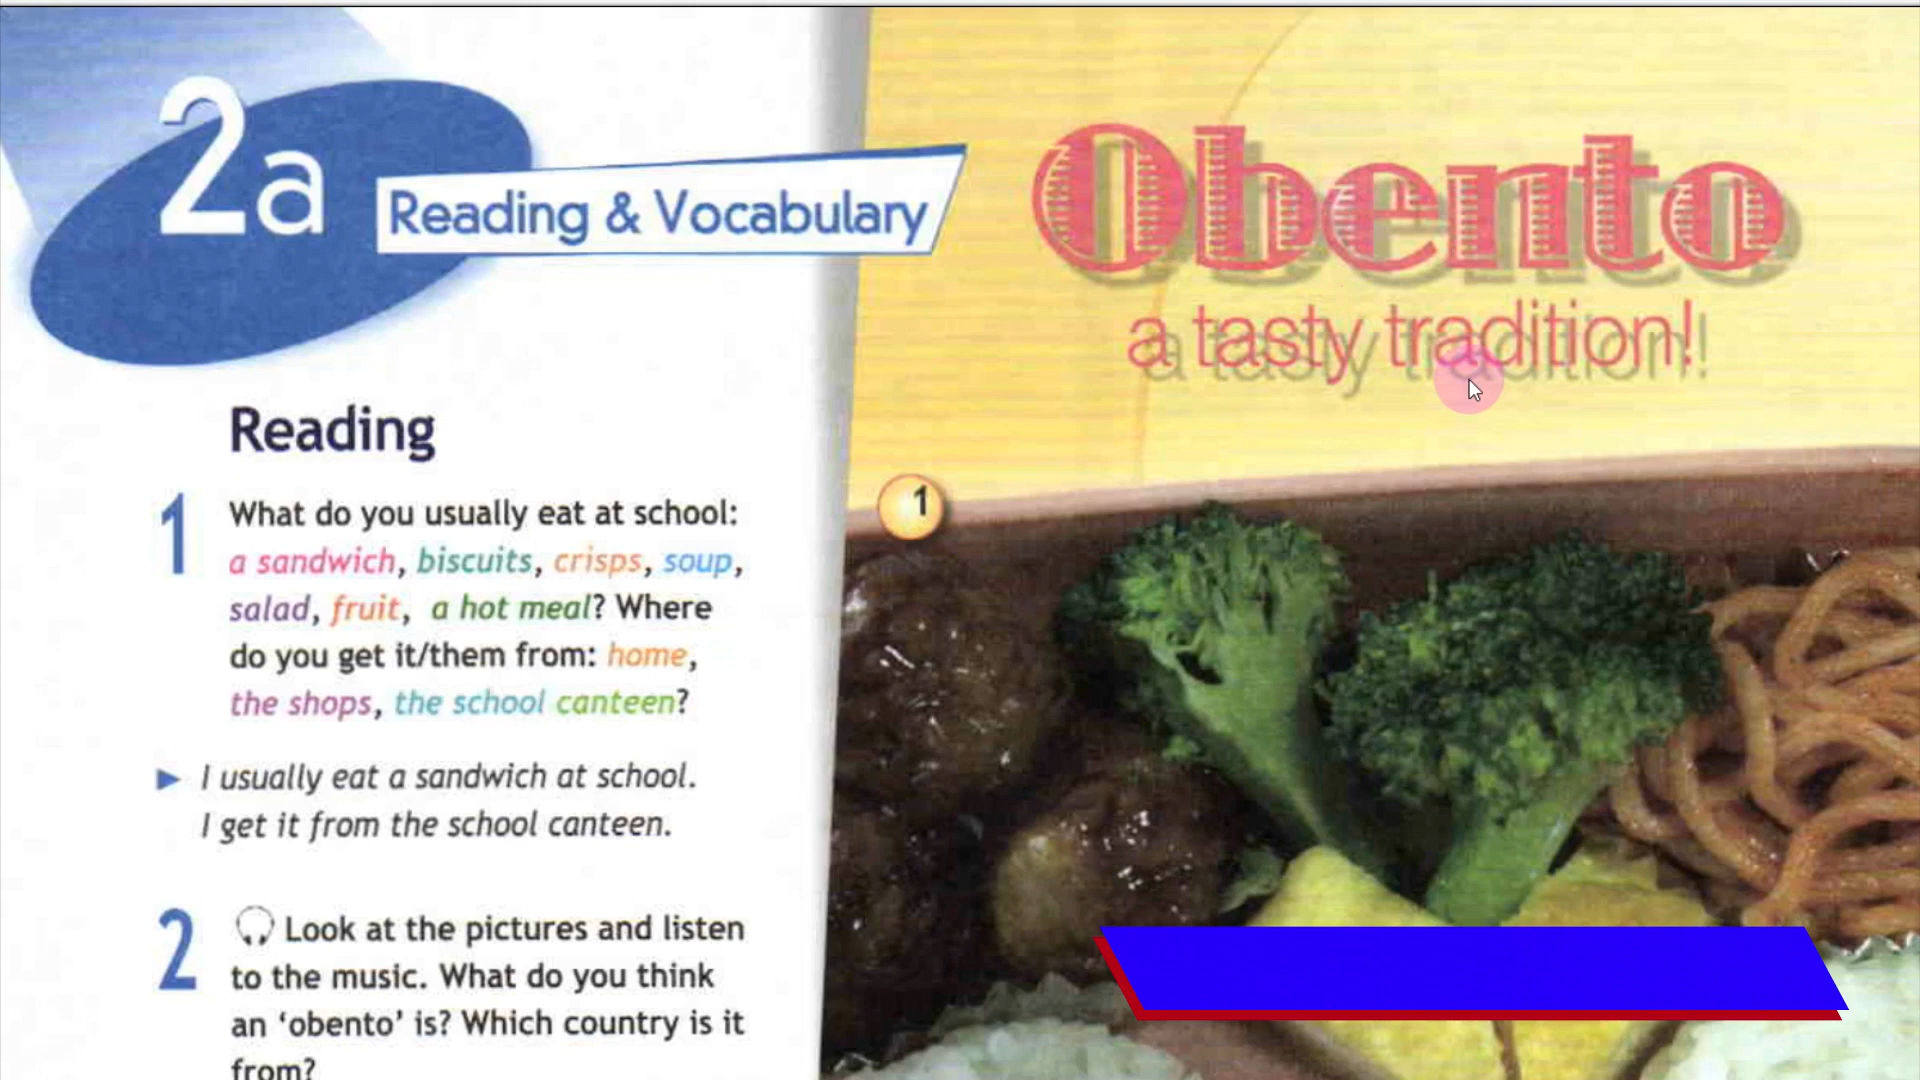 2a
Reading & Vocabulary
Obento
a tasty tradition!
Reading
1
What do you usually eat at school:
a sandwich, biscuits, crisps, soup,
salad, fruit, a hot meal? Where
do you get it/them from: home,
the shops, the school canteen?
I usually eat a sandwich at school.
I get it from the school canteen.
2
Look at the pictures and listen
to the music. What do you think
an ‘obento’ is? Which country is it
from?
1